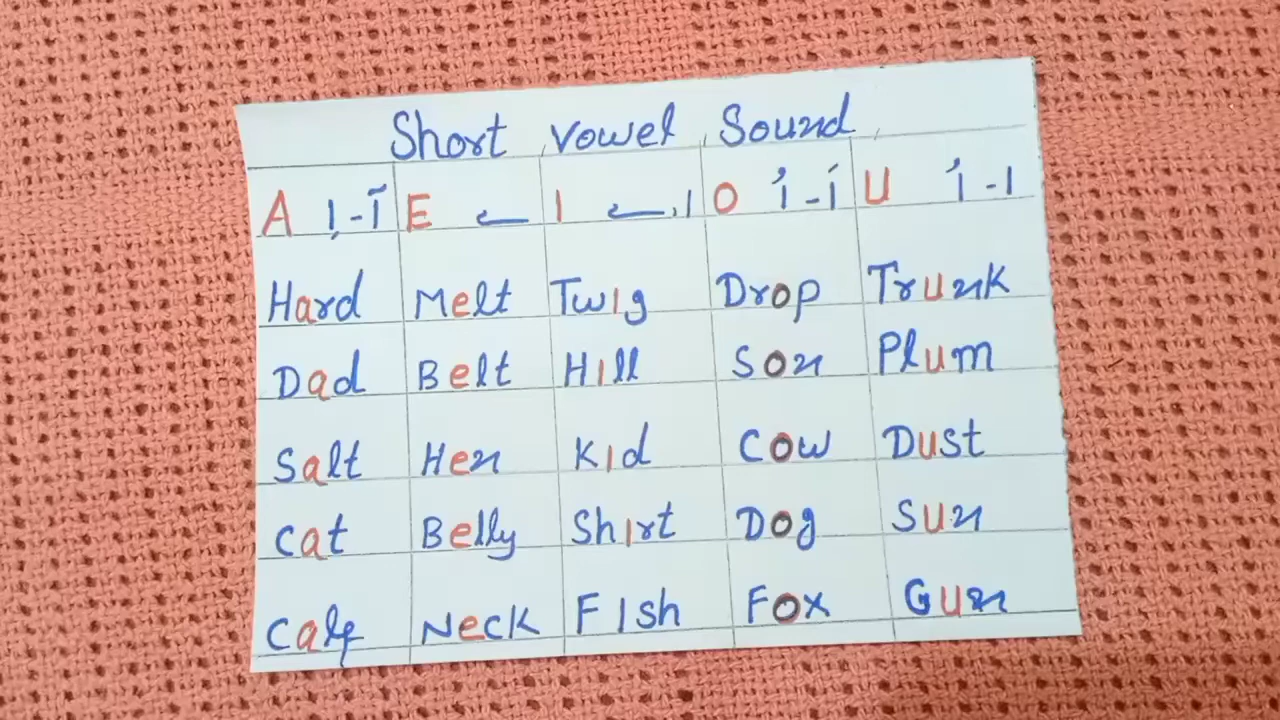 Short vowel Sound
A ا-آ E ے I ے,ا O اُ-آ U اُ-ا
Hard Melt Twig Drop Trunk
Dad Belt Hill Son Plum
Salt Hen Kid Cow Dust
Cat Belly Shirt Dog Sun
Calf Neck Fish Fox Gun